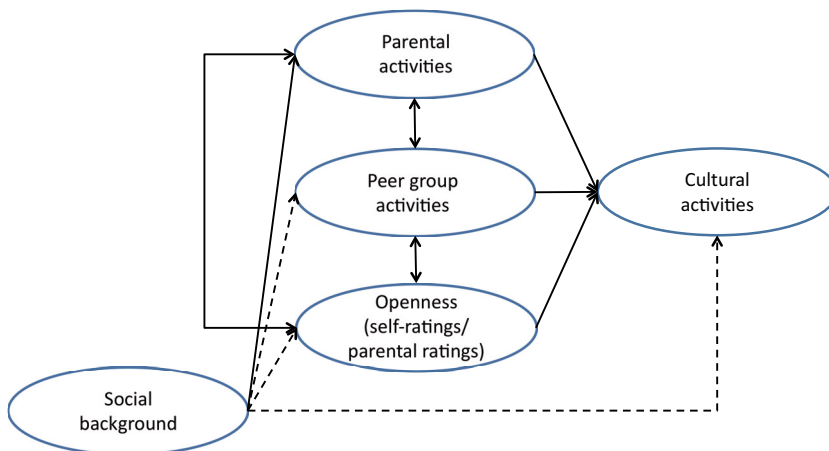 Parental
activities
Peer group
activities
Cultural
activities
Openness
(self-ratings/
parental ratings)
Social
background